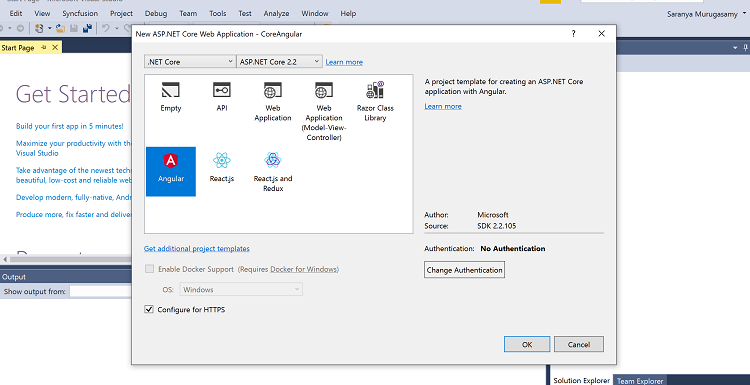 View Syncfusion Project Debug Team Tools Test Analyze Window Help
Saranya Murugasamy
Start Page
New ASP.NET Core Web Application - CoreAngular
.NET Core
ASP.NET Core 2.2
Learn more
Empty
API
Web
Application
Web
Application
(Model-View-
Controller)
Razor Class
Library
Angular
React.js
React.js and
Redux
A project template for creating an ASP.NET Core
application with Angular.
Learn more
Author: Microsoft
Source: SDK 2.2.105
Get additional project templates
Authentication: No Authentication
Change Authentication
Enable Docker Support (Requires Docker for Windows)
OS: Windows
Configure for HTTPS
OK
Cancel
Get Started
Build your first app in 5 minutes!
Maximize your productivity with the
Visual Studio
Take advantage of the newest
beautiful, low-cost and reliable
Develop modern, fully-native,
Produce more, fix faster and
Output
Show output from:
Solution Explorer Team Explorer